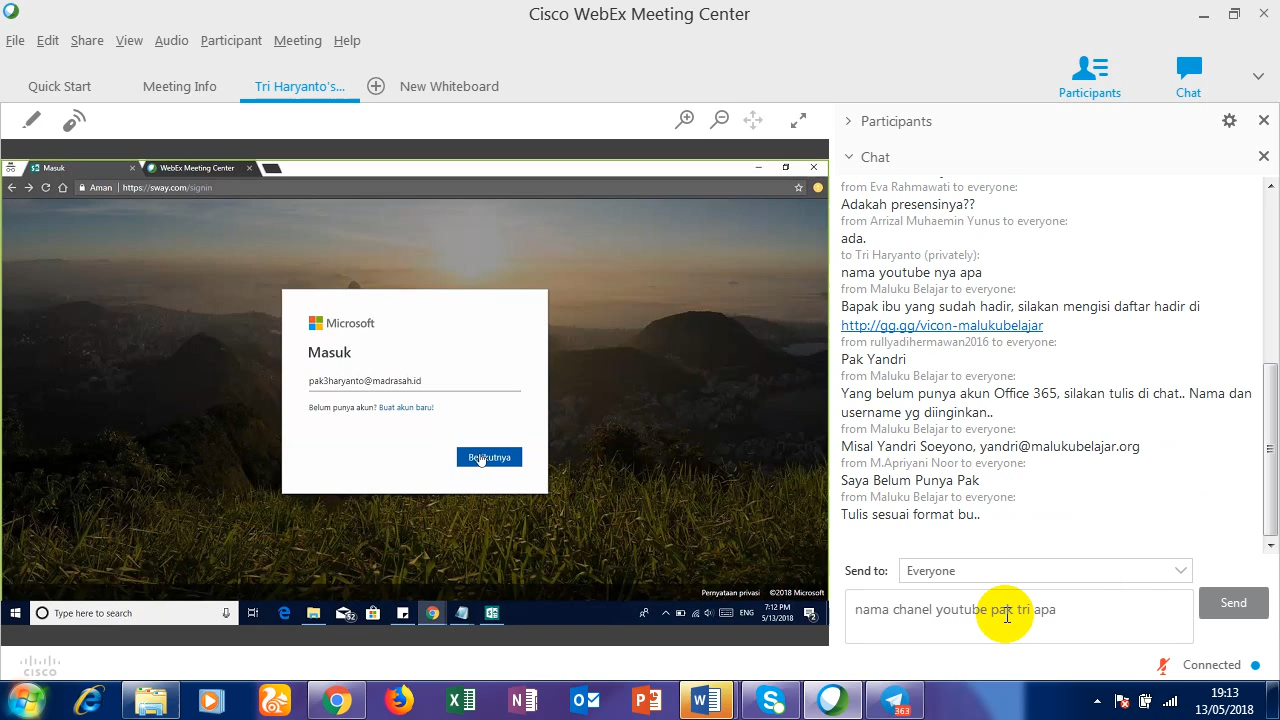 Cisco WebEx Meeting Center
File Edit Share View Audio Participant Meeting Help
Quick Start Meeting Info Tri Haryanto's... New Whiteboard
Participants Chat
Participants
Chat
Masuk WebEx Meeting Center
Aman https://sway.com/signin
Microsoft
Masuk
pak3haryanto@madrasah.id
Belum punya akun? Buat akun baru!
Berikutnya
Pernyataan privasi ©2018 Microsoft
Type here to search
52
7:12 PM
5/13/2018
2
from Eva Rahmawati to everyone:
Adakah presensinya??
from Arrizal Muhaemin Yunus to everyone:
ada.
to Tri Haryanto (privately):
nama youtube nya apa
from Maluku Belajar to everyone:
Bapak ibu yang sudah hadir, silakan mengisi daftar hadir di
http://gg.gg/vicon-malukubelajar
from rullyadihermawan2016 to everyone:
Pak Yandri
from Maluku Belajar to everyone:
Yang belum punya akun Office 365, silakan tulis di chat.. Nama dan
username yg diinginkan..
from Maluku Belajar to everyone:
Misal Yandri Soeyono, yandri@malukubelajar.org
from M.Apriyani Noor to everyone:
Saya Belum Punya Pak
from Maluku Belajar to everyone:
Tulis sesuai format bu..
Send to: Everyone
nama chanel youtube pak tri apa
Send
cisco
Connected
363
19:13
13/05/2018